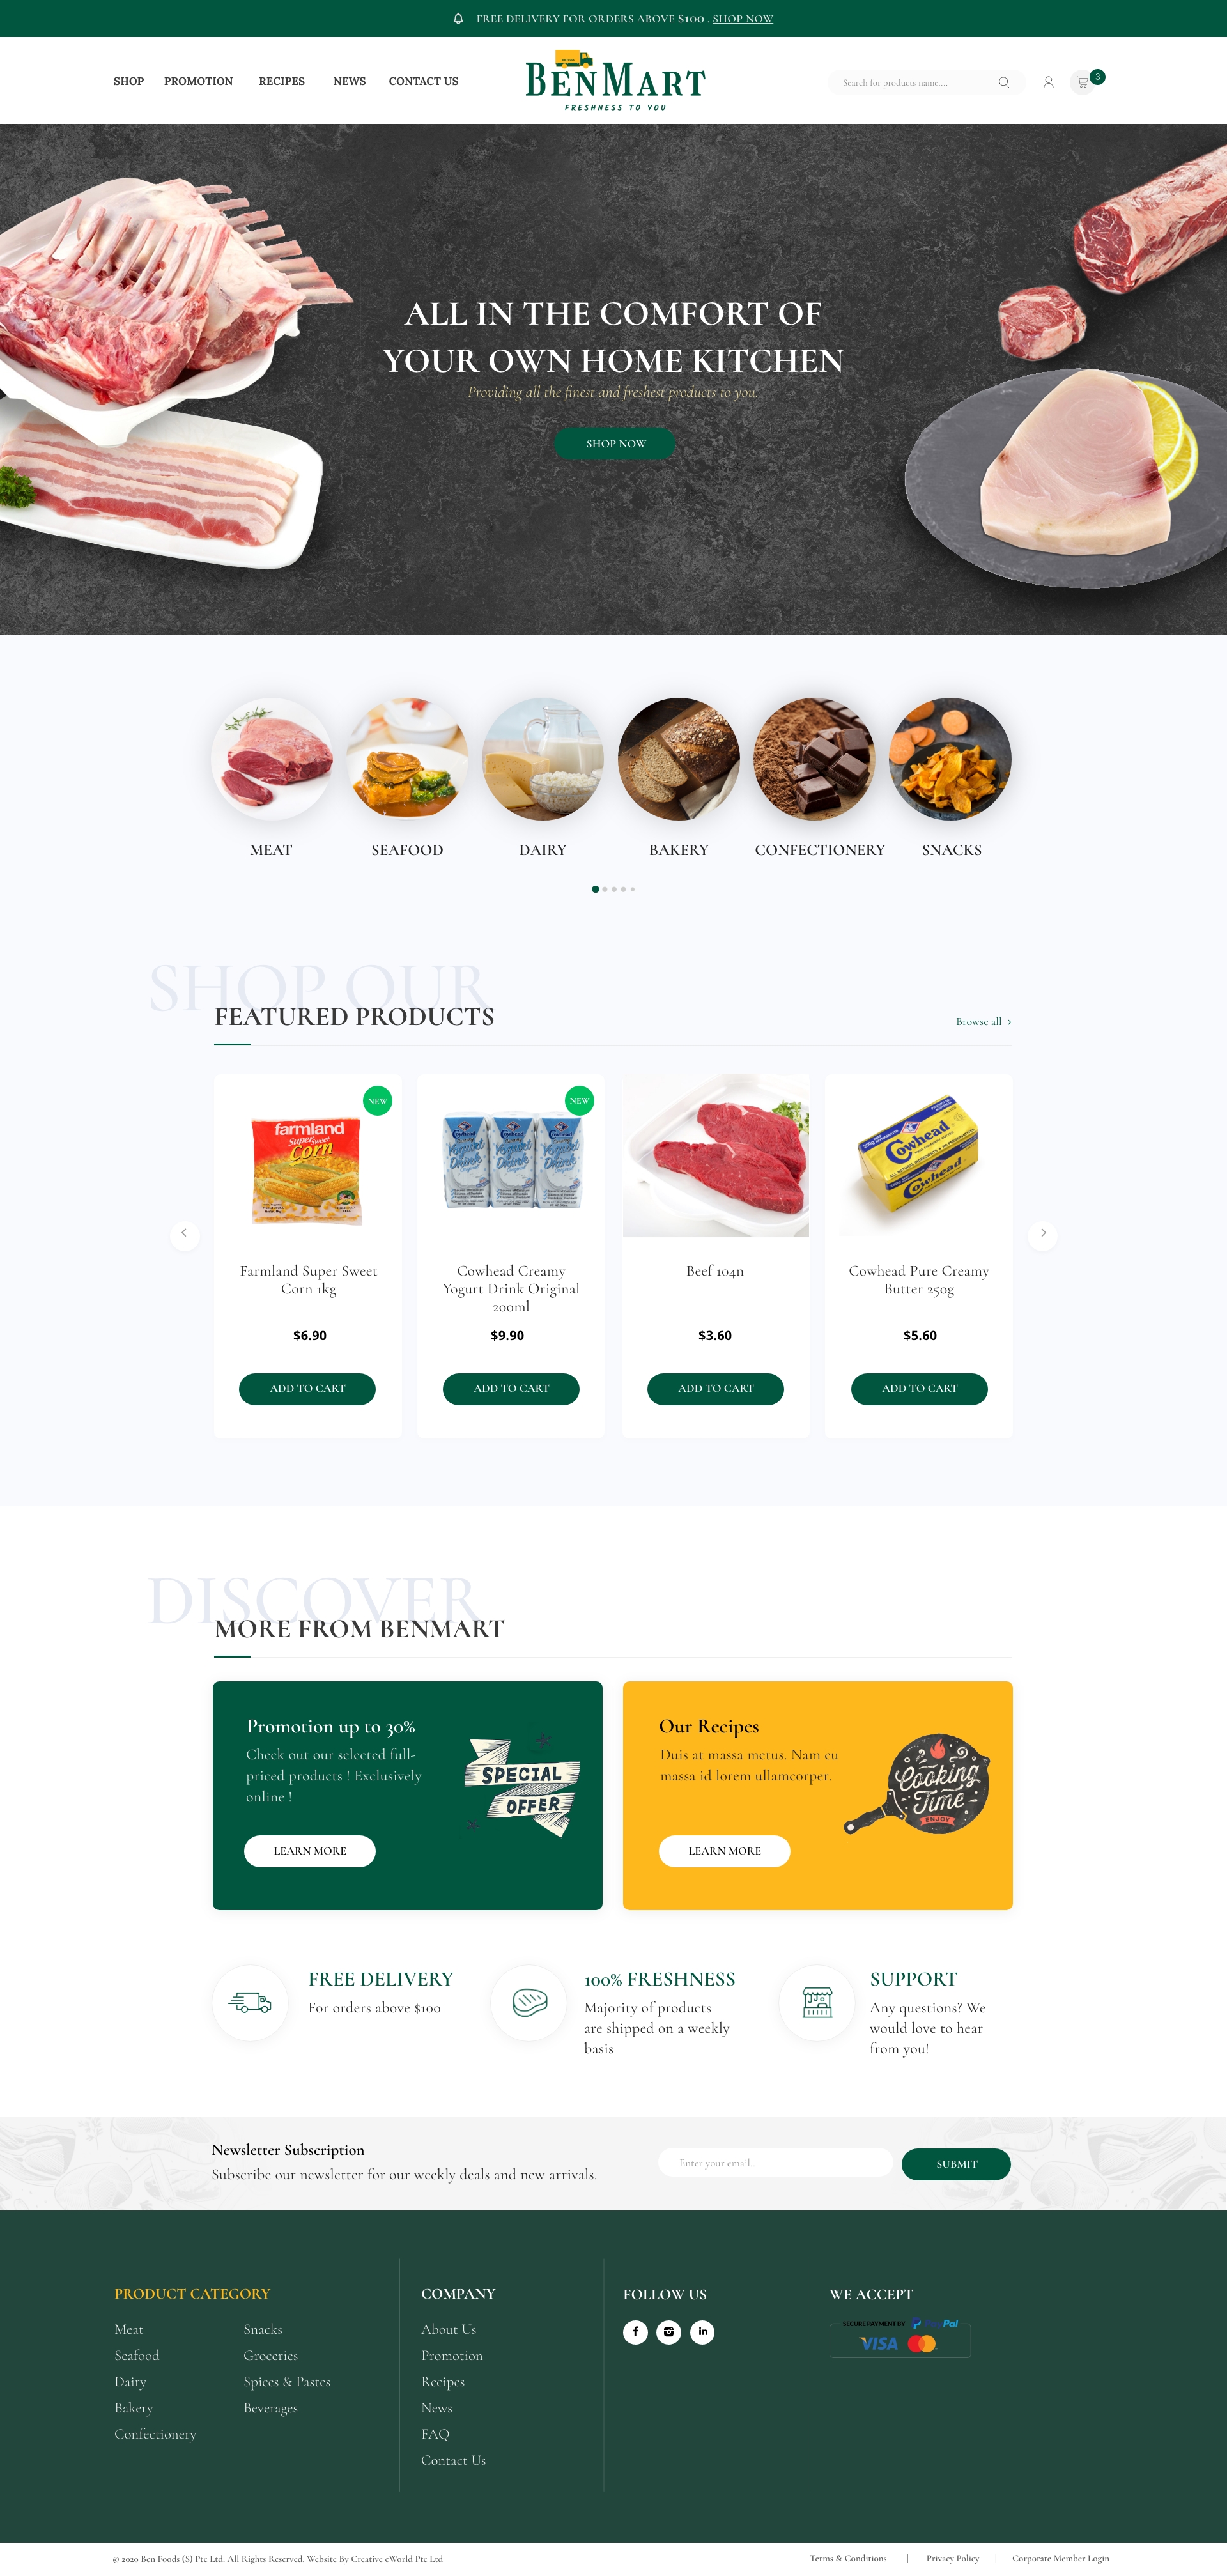 FREE DELIVERY FOR ORDERS ABOVE $100 . SHOP NOW
SHOP PROMOTION RECIPES NEWS CONTACT US
BENMART
FRESHNESS TO YOU
Search for products name....
3
ALL IN THE COMFORT OF
YOUR OWN HOME KITCHEN
Providing all the finest and freshest products to you.
SHOP NOW
MEAT SEAFOOD DAIRY BAKERY CONFECTIONERY SNACKS
SHOP OUR
FEATURED PRODUCTS
Browse all
NEW
farmland
Super Sweet
Corn
Farmland Super Sweet
Corn 1kg
$6.90
ADD TO CART
NEW
Cowhead Cowhead Cowhead
Yogurt Yogurt Yogurt
Drink Drink Drink
Cowhead Creamy
Yogurt Drink Original
200ml
$9.90
ADD TO CART
Beef 104n
$3.60
ADD TO CART
Cowhead
Cowhead
Cowhead Pure Creamy
Butter 250g
$5.60
ADD TO CART
DISCOVER
MORE FROM BENMART
Promotion up to 30%
Check out our selected full-
priced products ! Exclusively
online !
LEARN MORE
SPECIAL
OFFER
Our Recipes
Duis at massa metus. Nam eu
massa id lorem ullamcorper.
LEARN MORE
Cooking
Time
ENJOY
FREE DELIVERY
For orders above $100
100% FRESHNESS
Majority of products
are shipped on a weekly
basis
SUPPORT
Any questions? We
would love to hear
from you!
Newsletter Subscription
Subscribe our newsletter for our weekly deals and new arrivals.
Enter your email..
SUBMIT
PRODUCT CATEGORY
Meat
Seafood
Dairy
Bakery
Confectionery
Snacks
Groceries
Spices & Pastes
Beverages
COMPANY
About Us
Promotion
Recipes
News
FAQ
Contact Us
FOLLOW US
f
in
WE ACCEPT
SECURE PAYMENT BY PayPal
VISA
© 2020 Ben Foods (S) Pte Ltd. All Rights Reserved. Website By Creative eWorld Pte Ltd
Terms & Conditions | Privacy Policy | Corporate Member Login